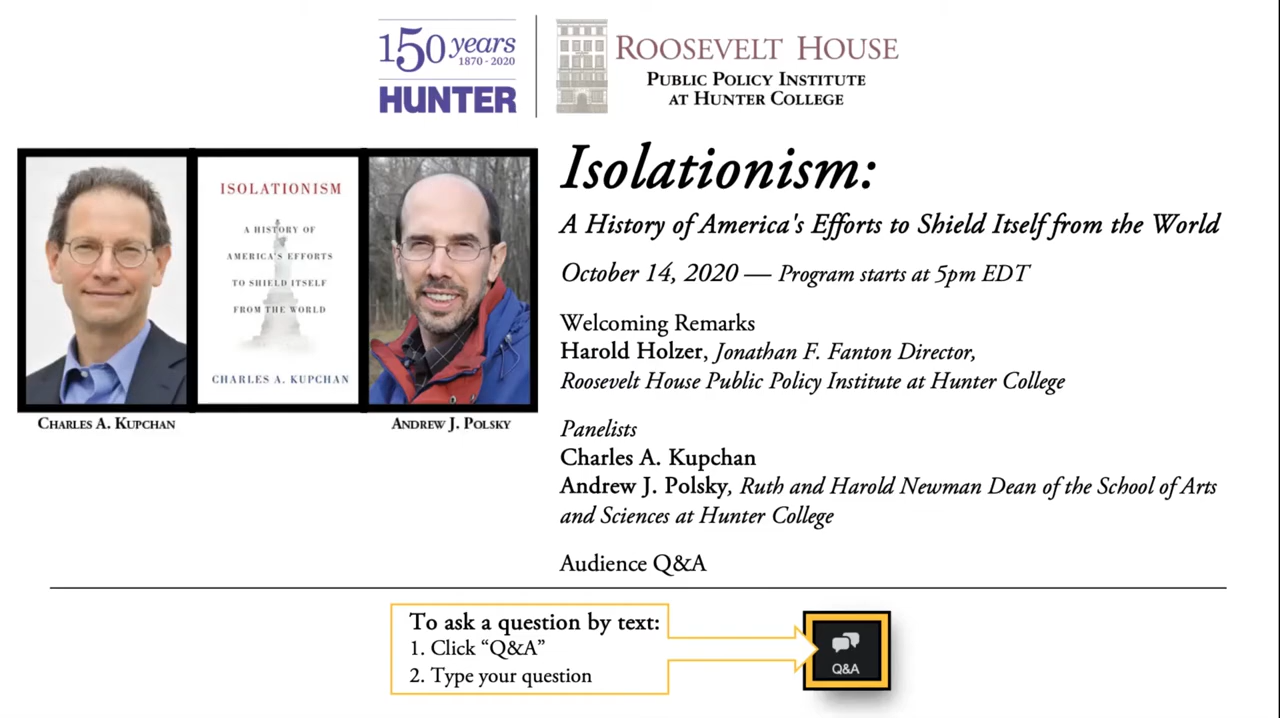 150 years
1870 - 2020
HUNTER
ROOSEVELT HOUSE
PUBLIC POLICY INSTITUTE
AT HUNTER COLLEGE
ISOLATIONISM
A HISTORY OF
AMERICA'S EFFORTS
TO SHIELD ITSELF
FROM THE WORLD
CHARLES A. KUPCHAN
CHARLES A. KUPCHAN
ANDREW J. POLSKY
Isolationism:
A History of America's Efforts to Shield Itself from the World
October 14, 2020 — Program starts at 5pm EDT
Welcoming Remarks
Harold Holzer, Jonathan F. Fanton Director,
Roosevelt House Public Policy Institute at Hunter College
Panelists
Charles A. Kupchan
Andrew J. Polsky, Ruth and Harold Newman Dean of the School of Arts
and Sciences at Hunter College
Audience Q&A
To ask a question by text:
1. Click “Q&A”
2. Type your question
Q&A